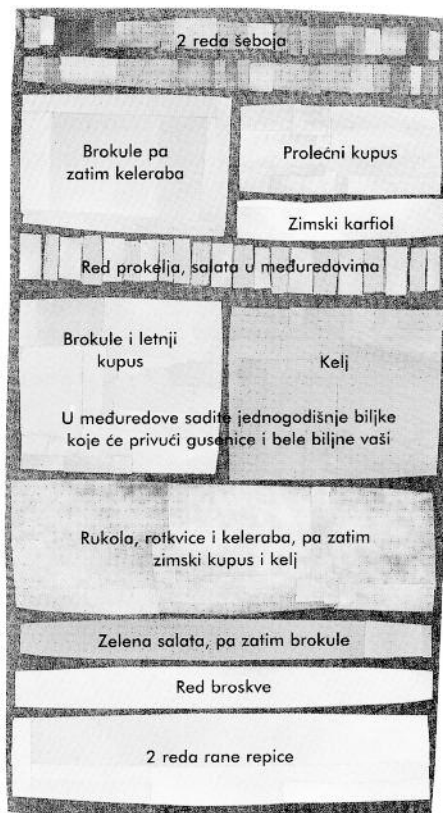 2 reda šeboja
Brokule pa
zatim keleraba
Prolećni kupus
Zimski karfiol
Red prokelja, salata u međuredovima
Brokule i letnji
kupus
Kelj
U međuredove sadite jednogodišnje biljke
koje će privući gusenice i bele biljne vaši
Rukola, rotkvice i keleraba, pa zatim
zimski kupus i kelj
Zelena salata, pa zatim brokule
Red broskve
2 reda rane repice